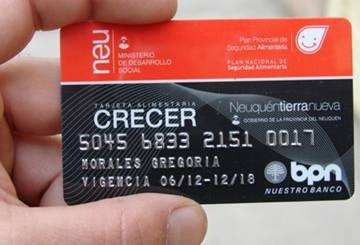 neu
MINISTERIO
DE DESARROLLO
SOCIAL
Plan Provincial de
Seguridad Alimentaria
PLAN NACIONAL DE
Seguridad Alimentaria
TARJETA ALIMENTARIA
CRECER
Neuquéntierranueva
GOBIERNO DE LA PROVINCIA DEL NEUQUÉN
5045 6833 2151 0017
MORALES GREGORIA
VIGENCIA 06/12-12/18
bpn
NUESTRO BANCO